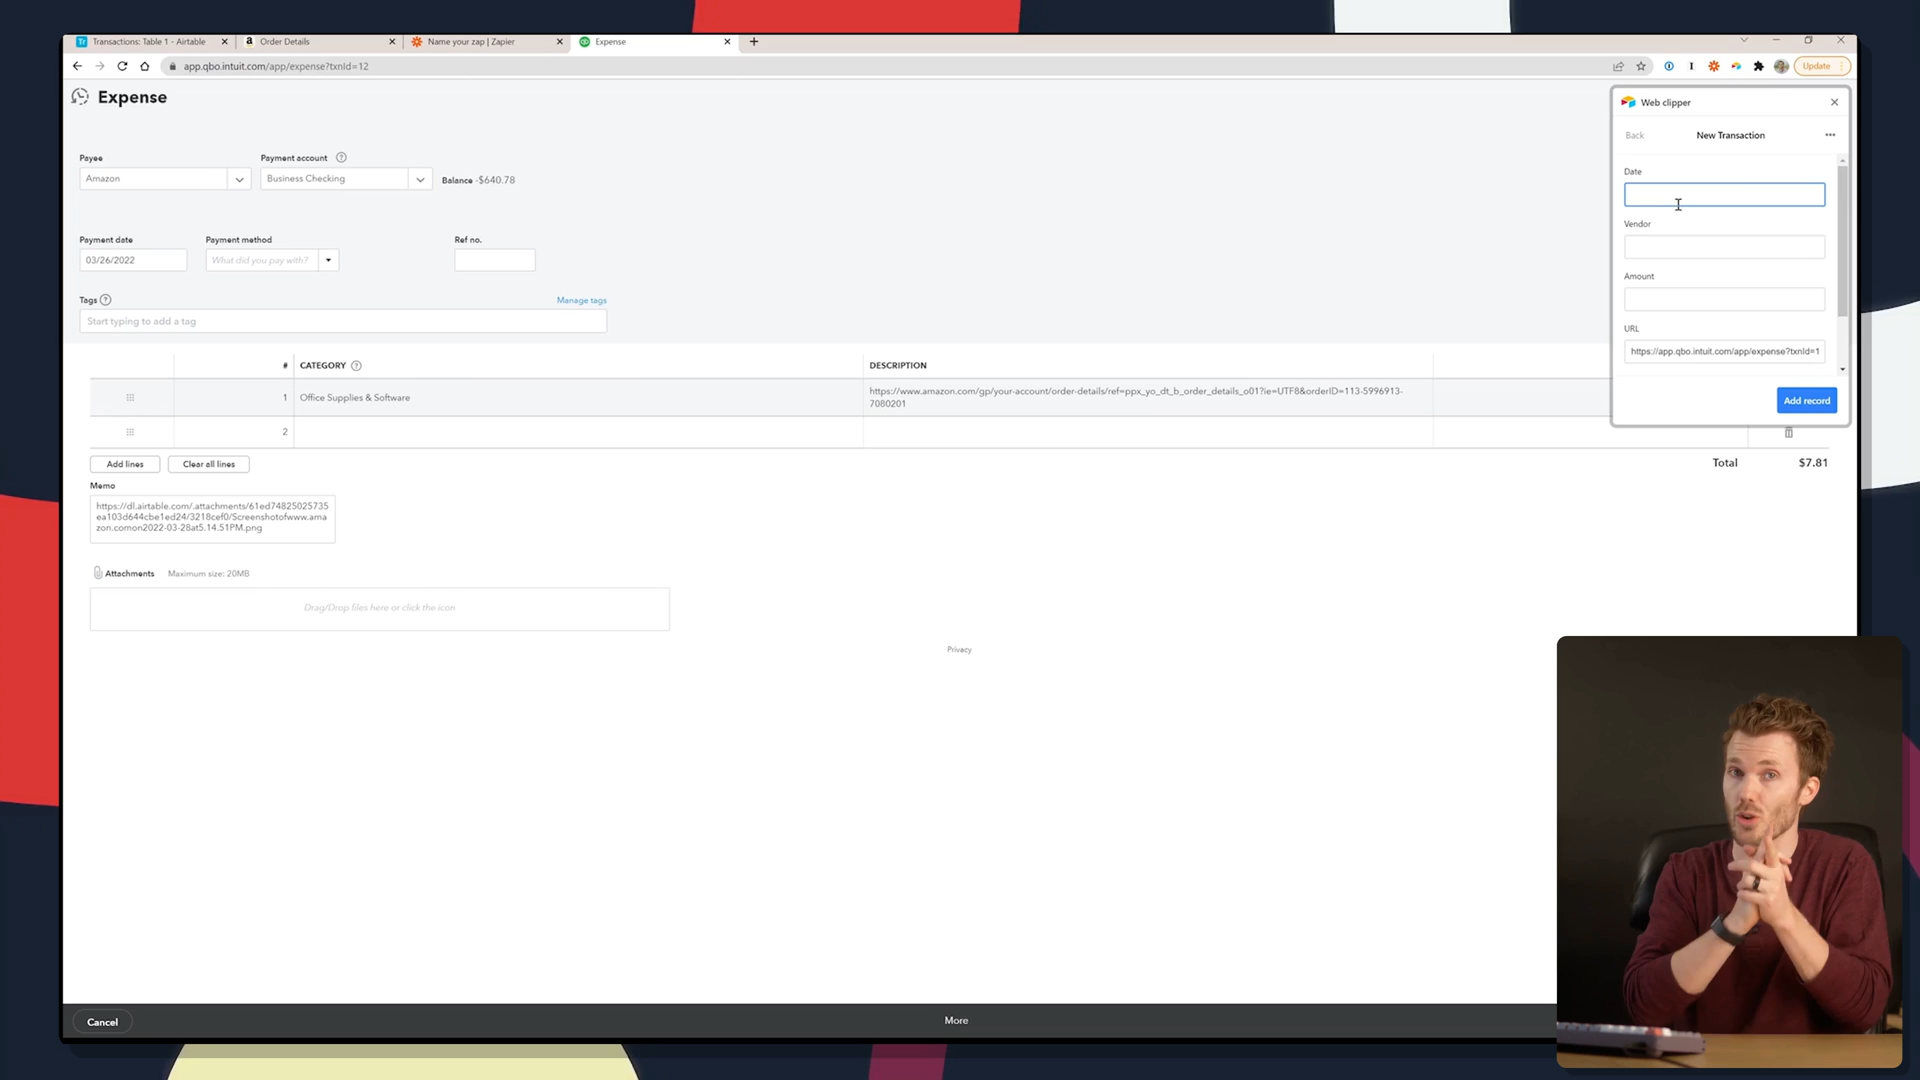 Transactions: Table 1 - Airtable
Order Details
Name your zap | Zapier
Expense
app.qbo.intuit.com/app/expense?txnId=12
Update
Expense
Payee
Payment account
Amazon
Business Checking
Balance -$640.78
Payment date
Payment method
Ref no.
03/26/2022
What did you pay with?
Tags
Manage tags
Start typing to add a tag
# CATEGORY DESCRIPTION
1 Office Supplies & Software https://www.amazon.com/gp/your-account/order-details/ref=ppx_yo_dt_b_order_details_o01?ie=UTF8&orderID=113-5996913-
7080201
2
Add lines
Clear all lines
Total $7.81
Memo
https://dl.airtable.com/.attachments/61ed74825025735
ea103d644cbe1ed24/3218cef0/Screenshotofwww.ama
zon.comon2022-03-28at5.14.51PM.png
Attachments Maximum size: 20MB
Drag/Drop files here or click the icon
Privacy
Cancel
More
Web clipper
Back
New Transaction
Date
Vendor
Amount
URL
https://app.qbo.intuit.com/app/expense?txnId=1
Add record